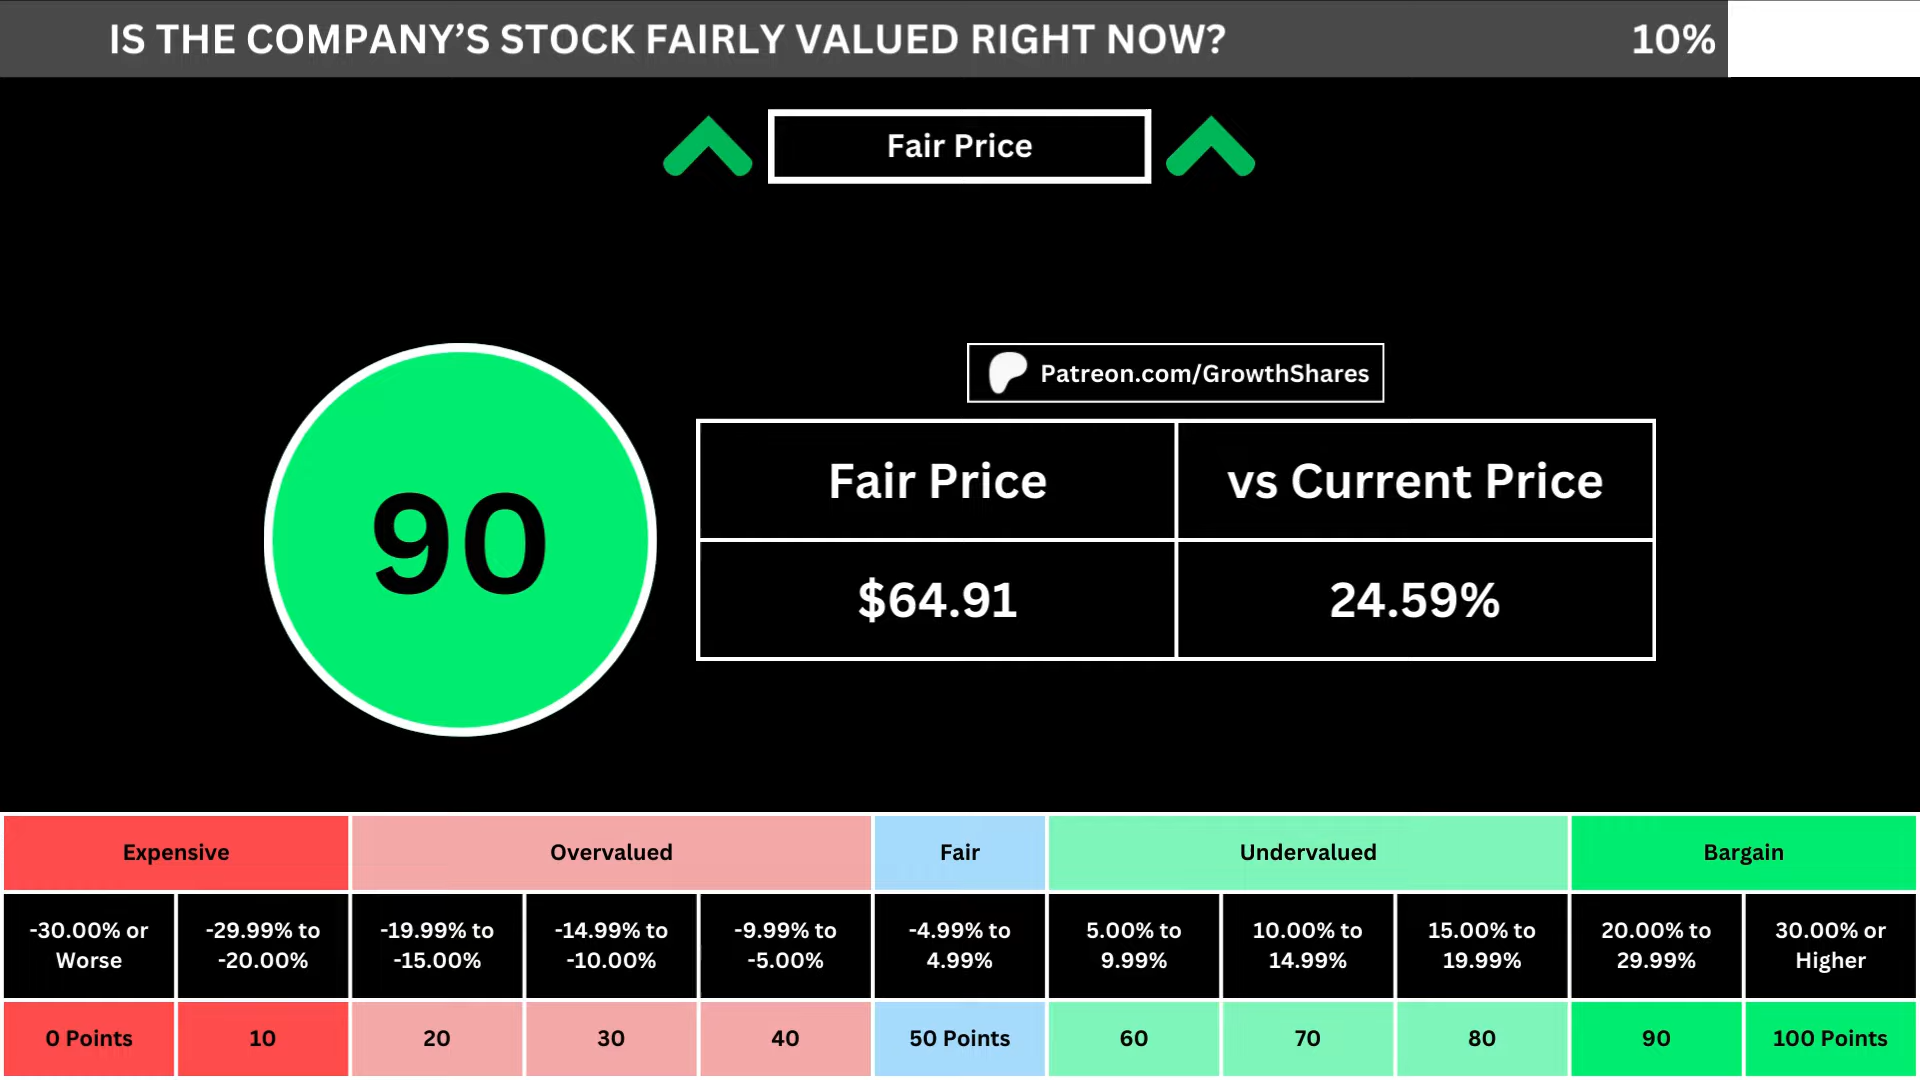 IS THE COMPANY’S STOCK FAIRLY VALUED RIGHT NOW? 10%
Fair Price
Patreon.com/GrowthShares
90
Fair Price vs Current Price
$64.91 24.59%
Expensive Overvalued Fair Undervalued Bargain
-30.00% or -29.99% to -19.99% to -14.99% to -9.99% to -4.99% to 5.00% to 10.00% to 15.00% to 20.00% to 30.00% or
Worse -20.00% -15.00% -10.00% -5.00% 4.99% 9.99% 14.99% 19.99% 29.99% Higher
0 Points 10 20 30 40 50 Points 60 70 80 90 100 Points